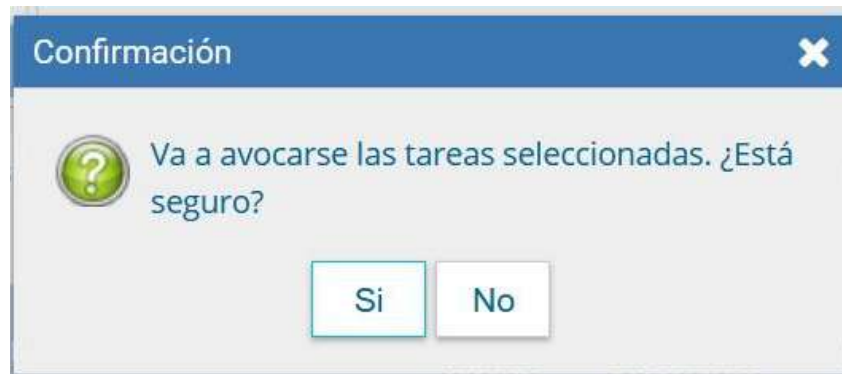 Confirmación
Va a avocarse las tareas seleccionadas. ¿Está
seguro?
Si
No